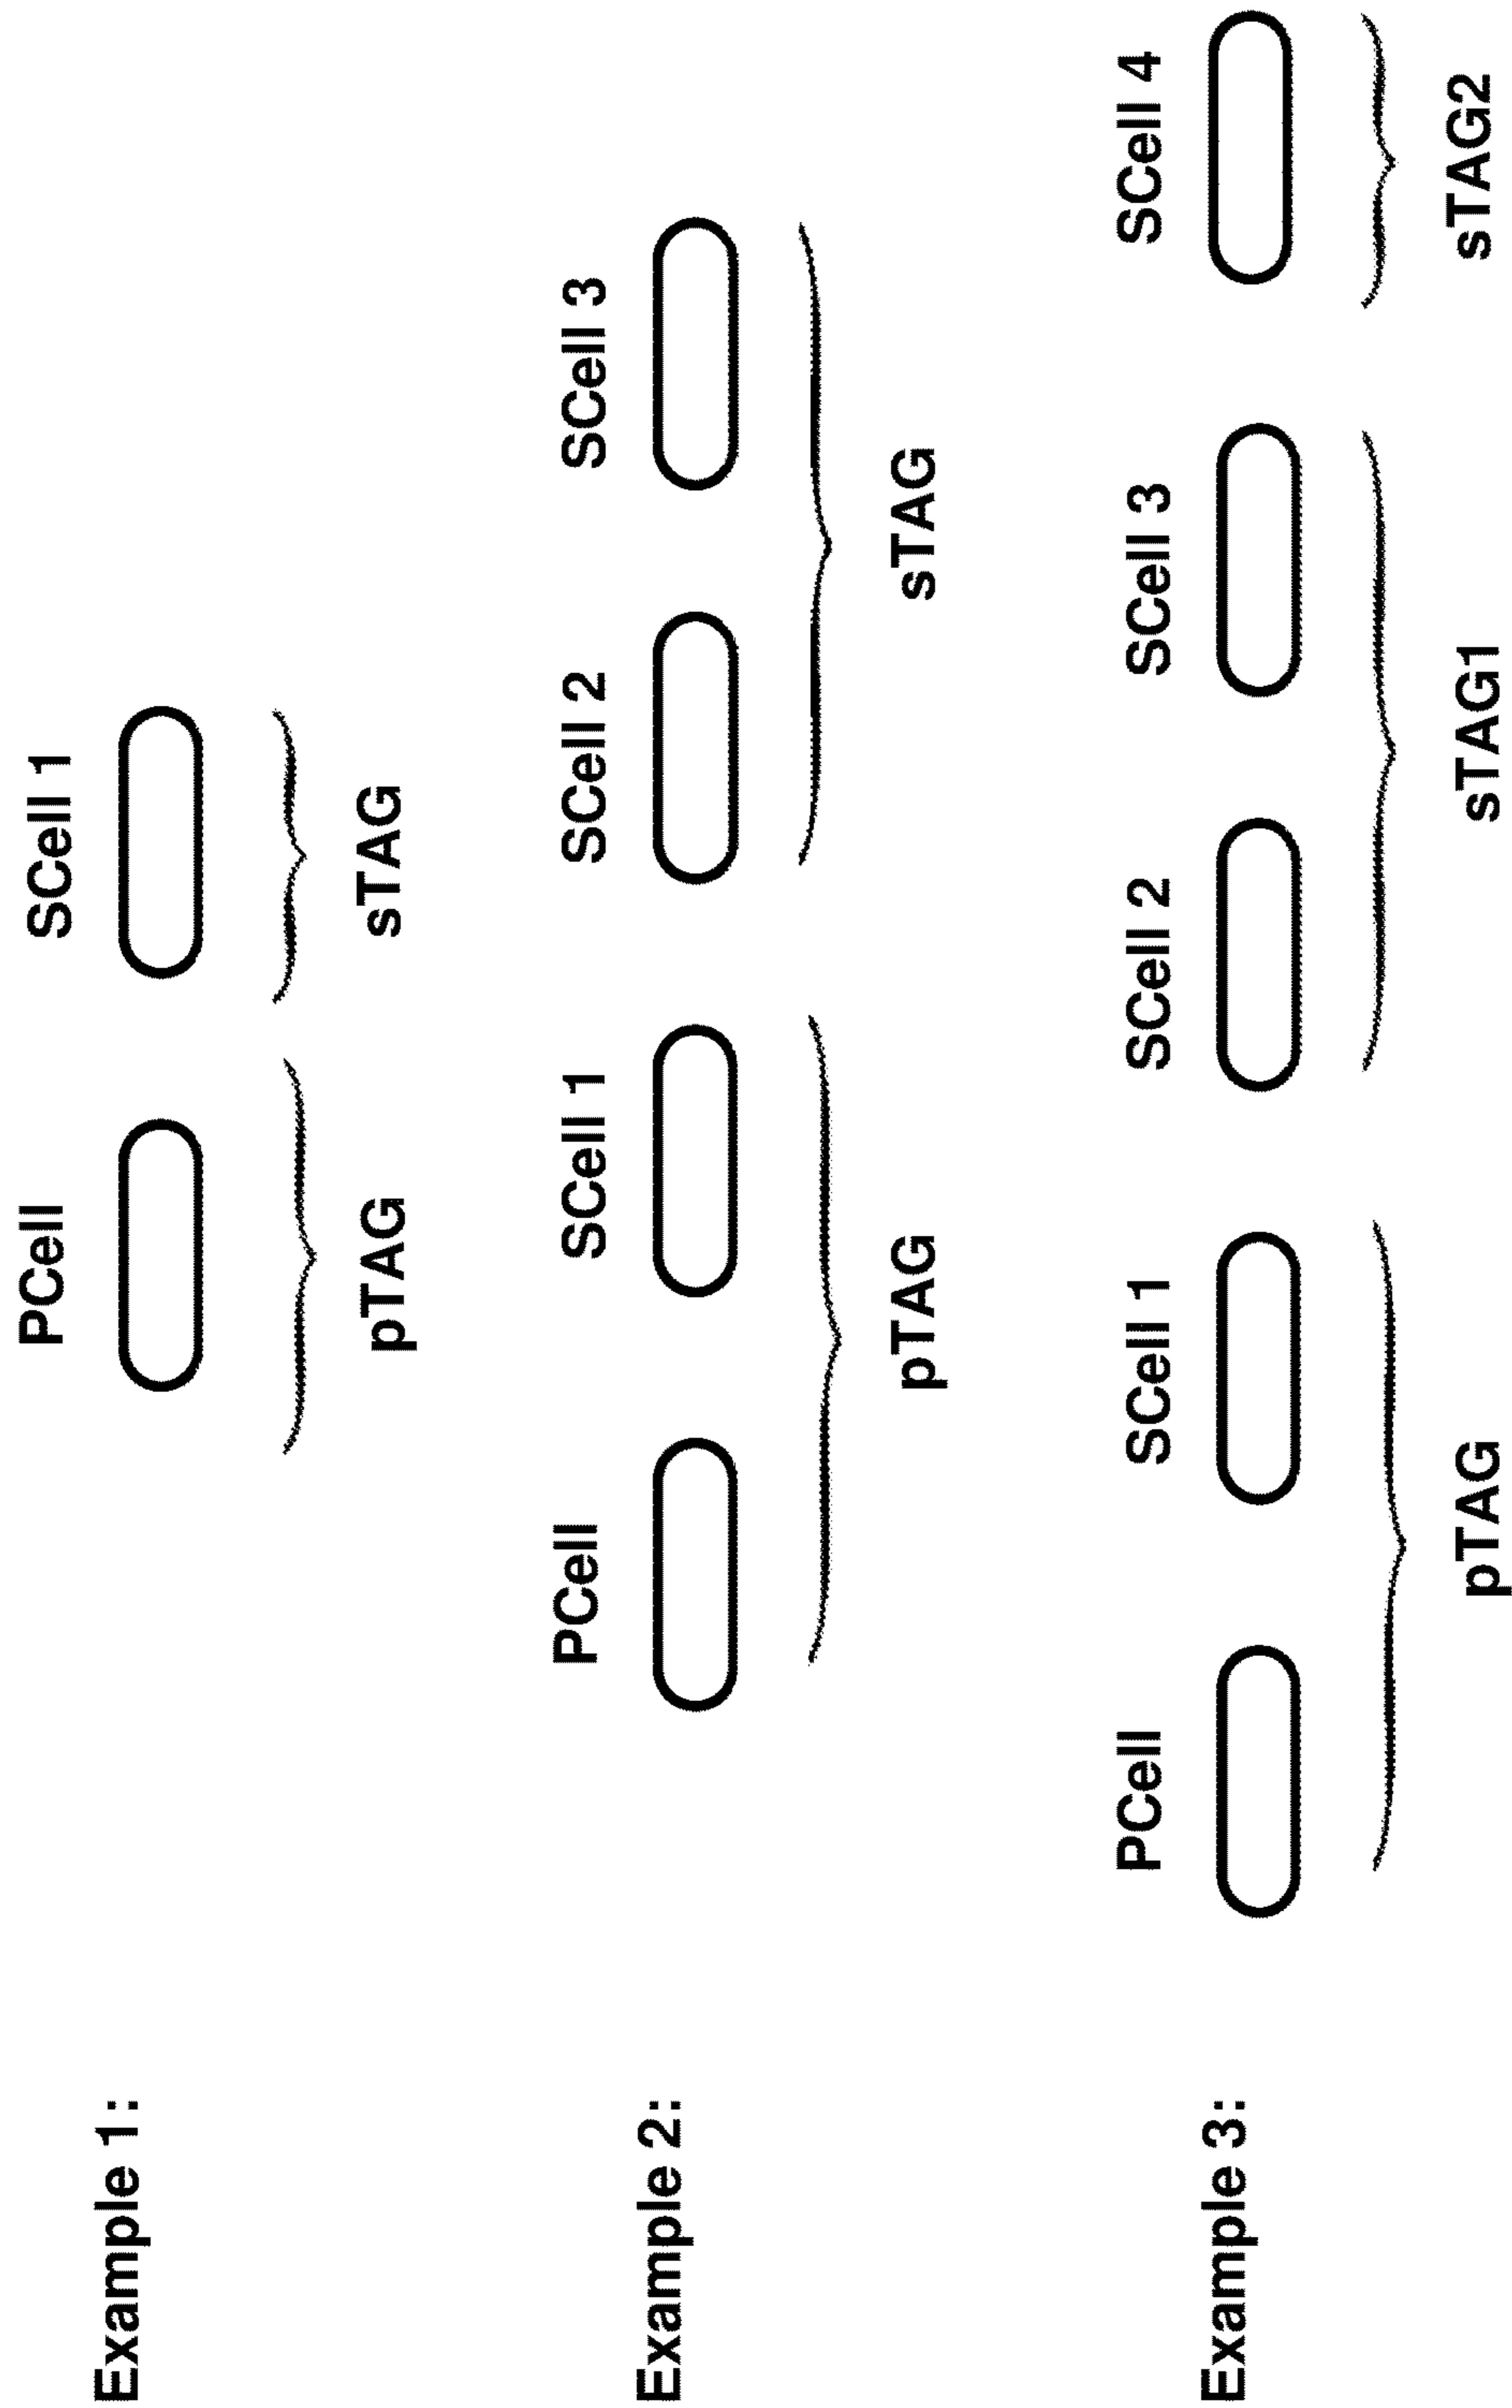 PCell SCell 1
Example 1:
pTAG sTAG
PCell SCell 1 SCell 2 SCell 3
Example 2:
pTAG sTAG
PCell SCell 1 SCell 2 SCell 3 SCell 4
Example 3:
pTAG sTAG1 sTAG2